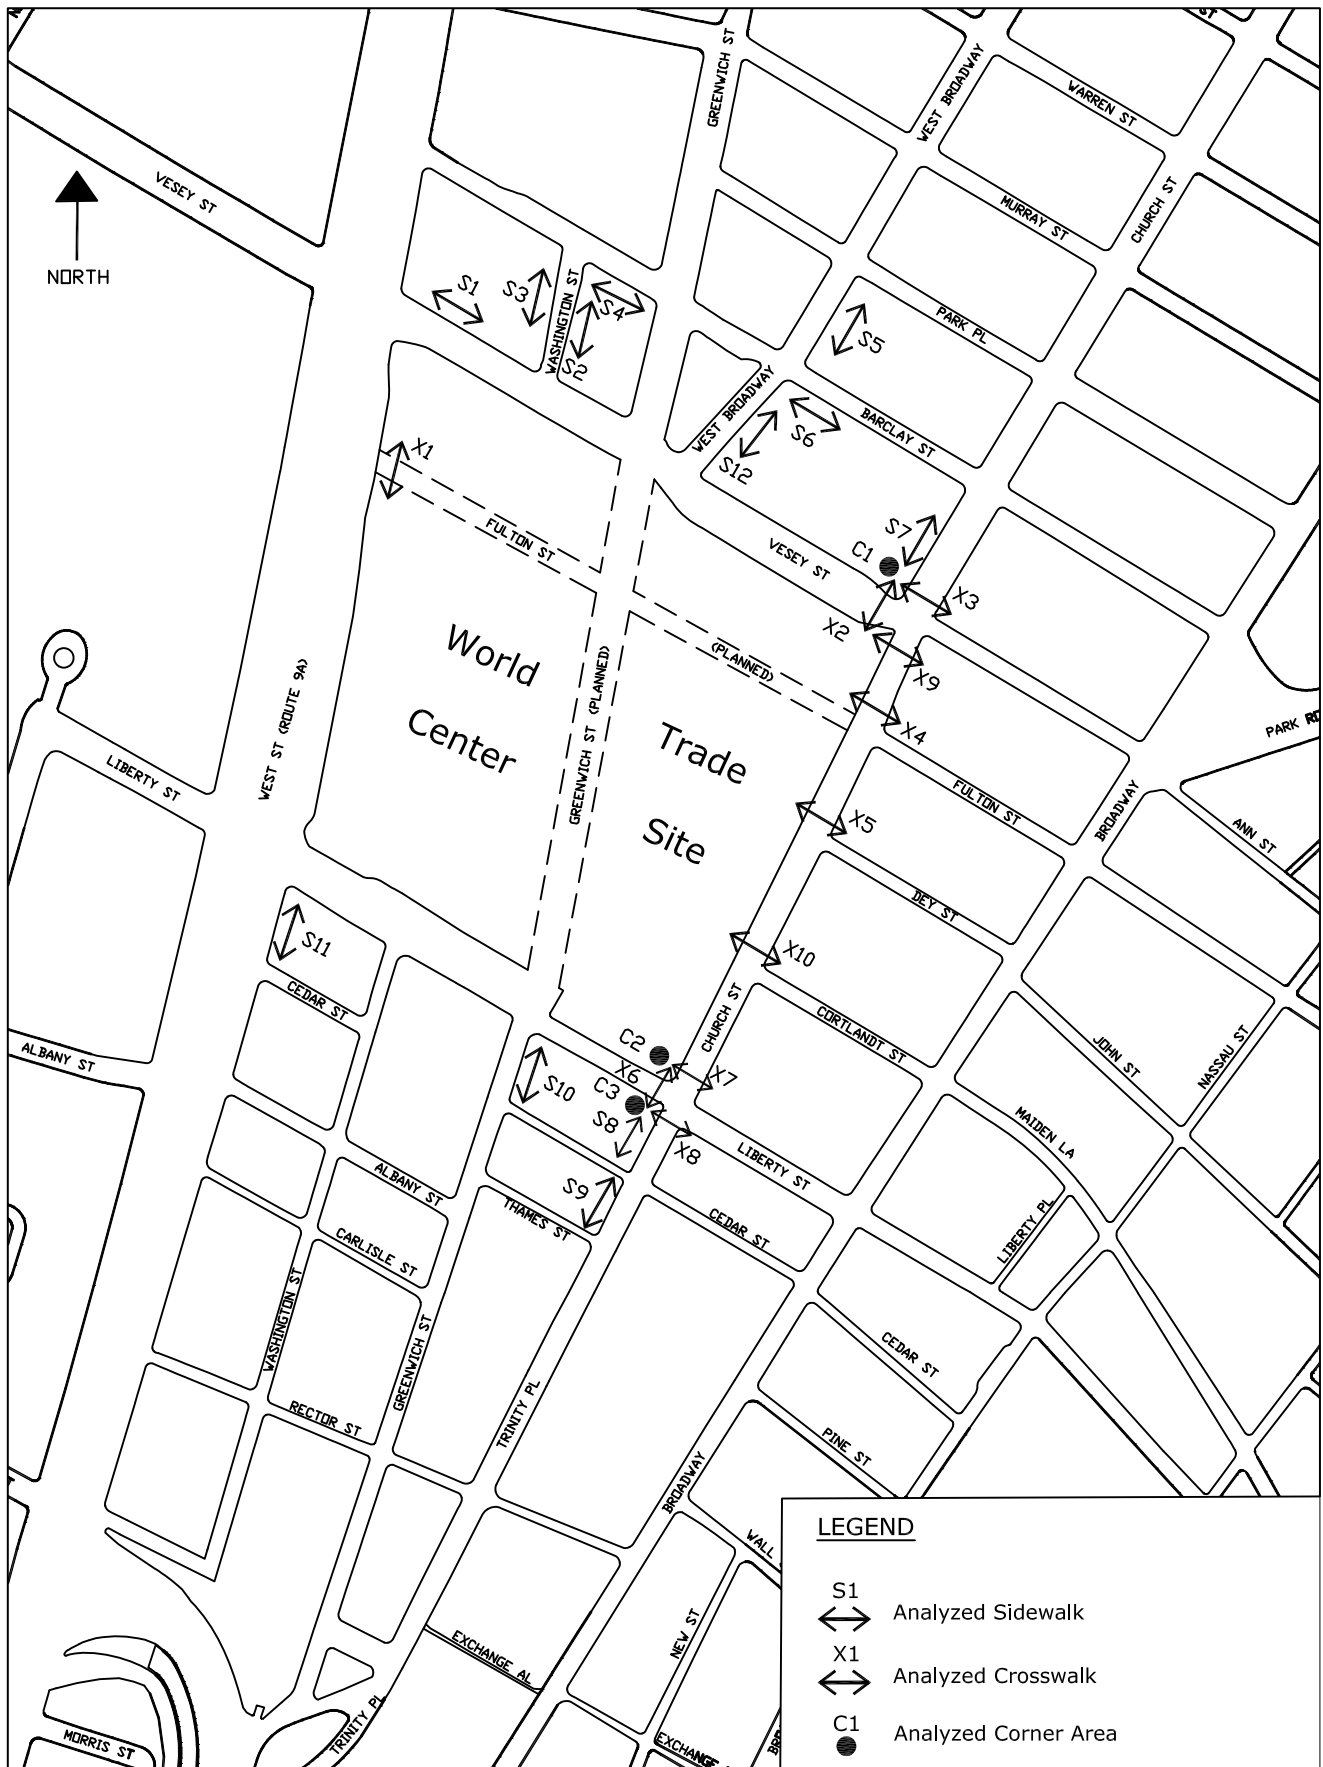 ST
GREENWICH ST
WEST BROADWAY
WARREN ST
VESEY ST
CHURCH ST
MURRAY ST
NORTH
S1
S3
WASHINGTON ST
S4
S2
S5
PARK PL
WEST BROADWAY
S6
BARCLAY ST
S12
X1
FULTON ST
S7
C1
VESEY ST
X3
X2
X9
X4
World
Center
Trade
Site
(PLANNED)
GREENWICH ST (PLANNED)
WEST ST (ROUTE 9A)
LIBERTY ST
PARK RO
X5
FULTON ST
BROADWAY
ANN ST
DEY ST
S11
X10
CEDAR ST
CHURCH ST
CORTLANDT ST
ALBANY ST
C2
X6
X7
C3
S10
S8
X8
JOHN ST
NASSAU ST
MAIDEN LA
LIBERTY ST
ALBANY ST
S9
THAMES ST
CEDAR ST
LIBERTY PL
CARLISLE ST
WASHINGTON ST
GREENWICH ST
CEDAR ST
RECTOR ST
TRINITY PL
PINE ST
BROADWAY
WALL
NEW ST
EXCHANGE AL
EXCHANGE
BR
TRINITY PL
MORRIS ST
LEGEND
S1
Analyzed Sidewalk
X1
Analyzed Crosswalk
C1
Analyzed Corner Area